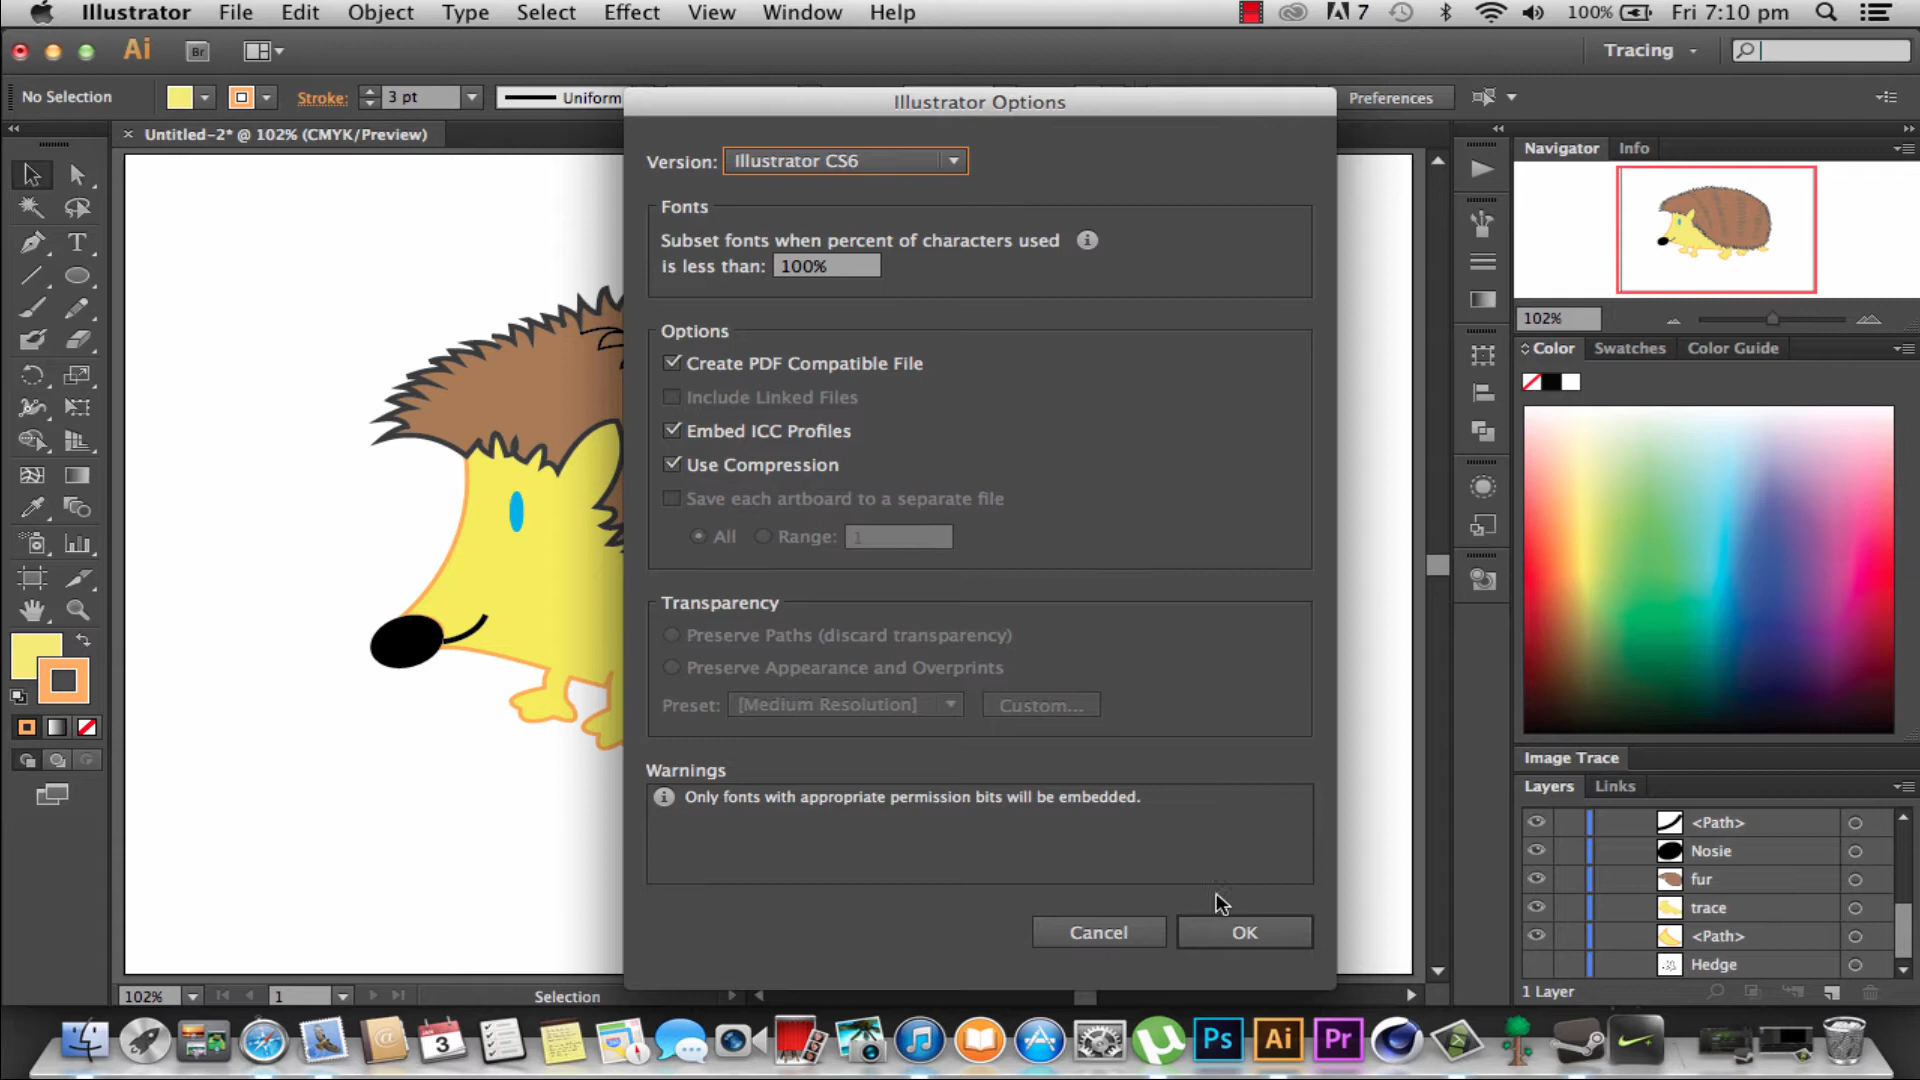 Illustrator File Edit Object Type Select Effect View Window Help 7 100% Fri 7:10 pm
Ai Br Tracing
No Selection Stroke: 3 pt Uniform Preferences
Illustrator Options
× Untitled-2* @ 102% (CMYK/Preview)
Navigator Info
Version: Illustrator CS6
Fonts
Subset fonts when percent of characters used
is less than: 100%
102%
Options
Color Swatches Color Guide
Create PDF Compatible File
Include Linked Files
Embed ICC Profiles
Use Compression
Save each artboard to a separate file
All Range: 1
Transparency
Preserve Paths (discard transparency)
Preserve Appearance and Overprints
Preset: [Medium Resolution] Custom...
Image Trace
Warnings
Layers Links
Only fonts with appropriate permission bits will be embedded.
<Path>
Nosie
fur
trace
<Path>
Hedge
Cancel OK
1 Layer
102% 1 Selection
JAN
3
Ps Ai Pr